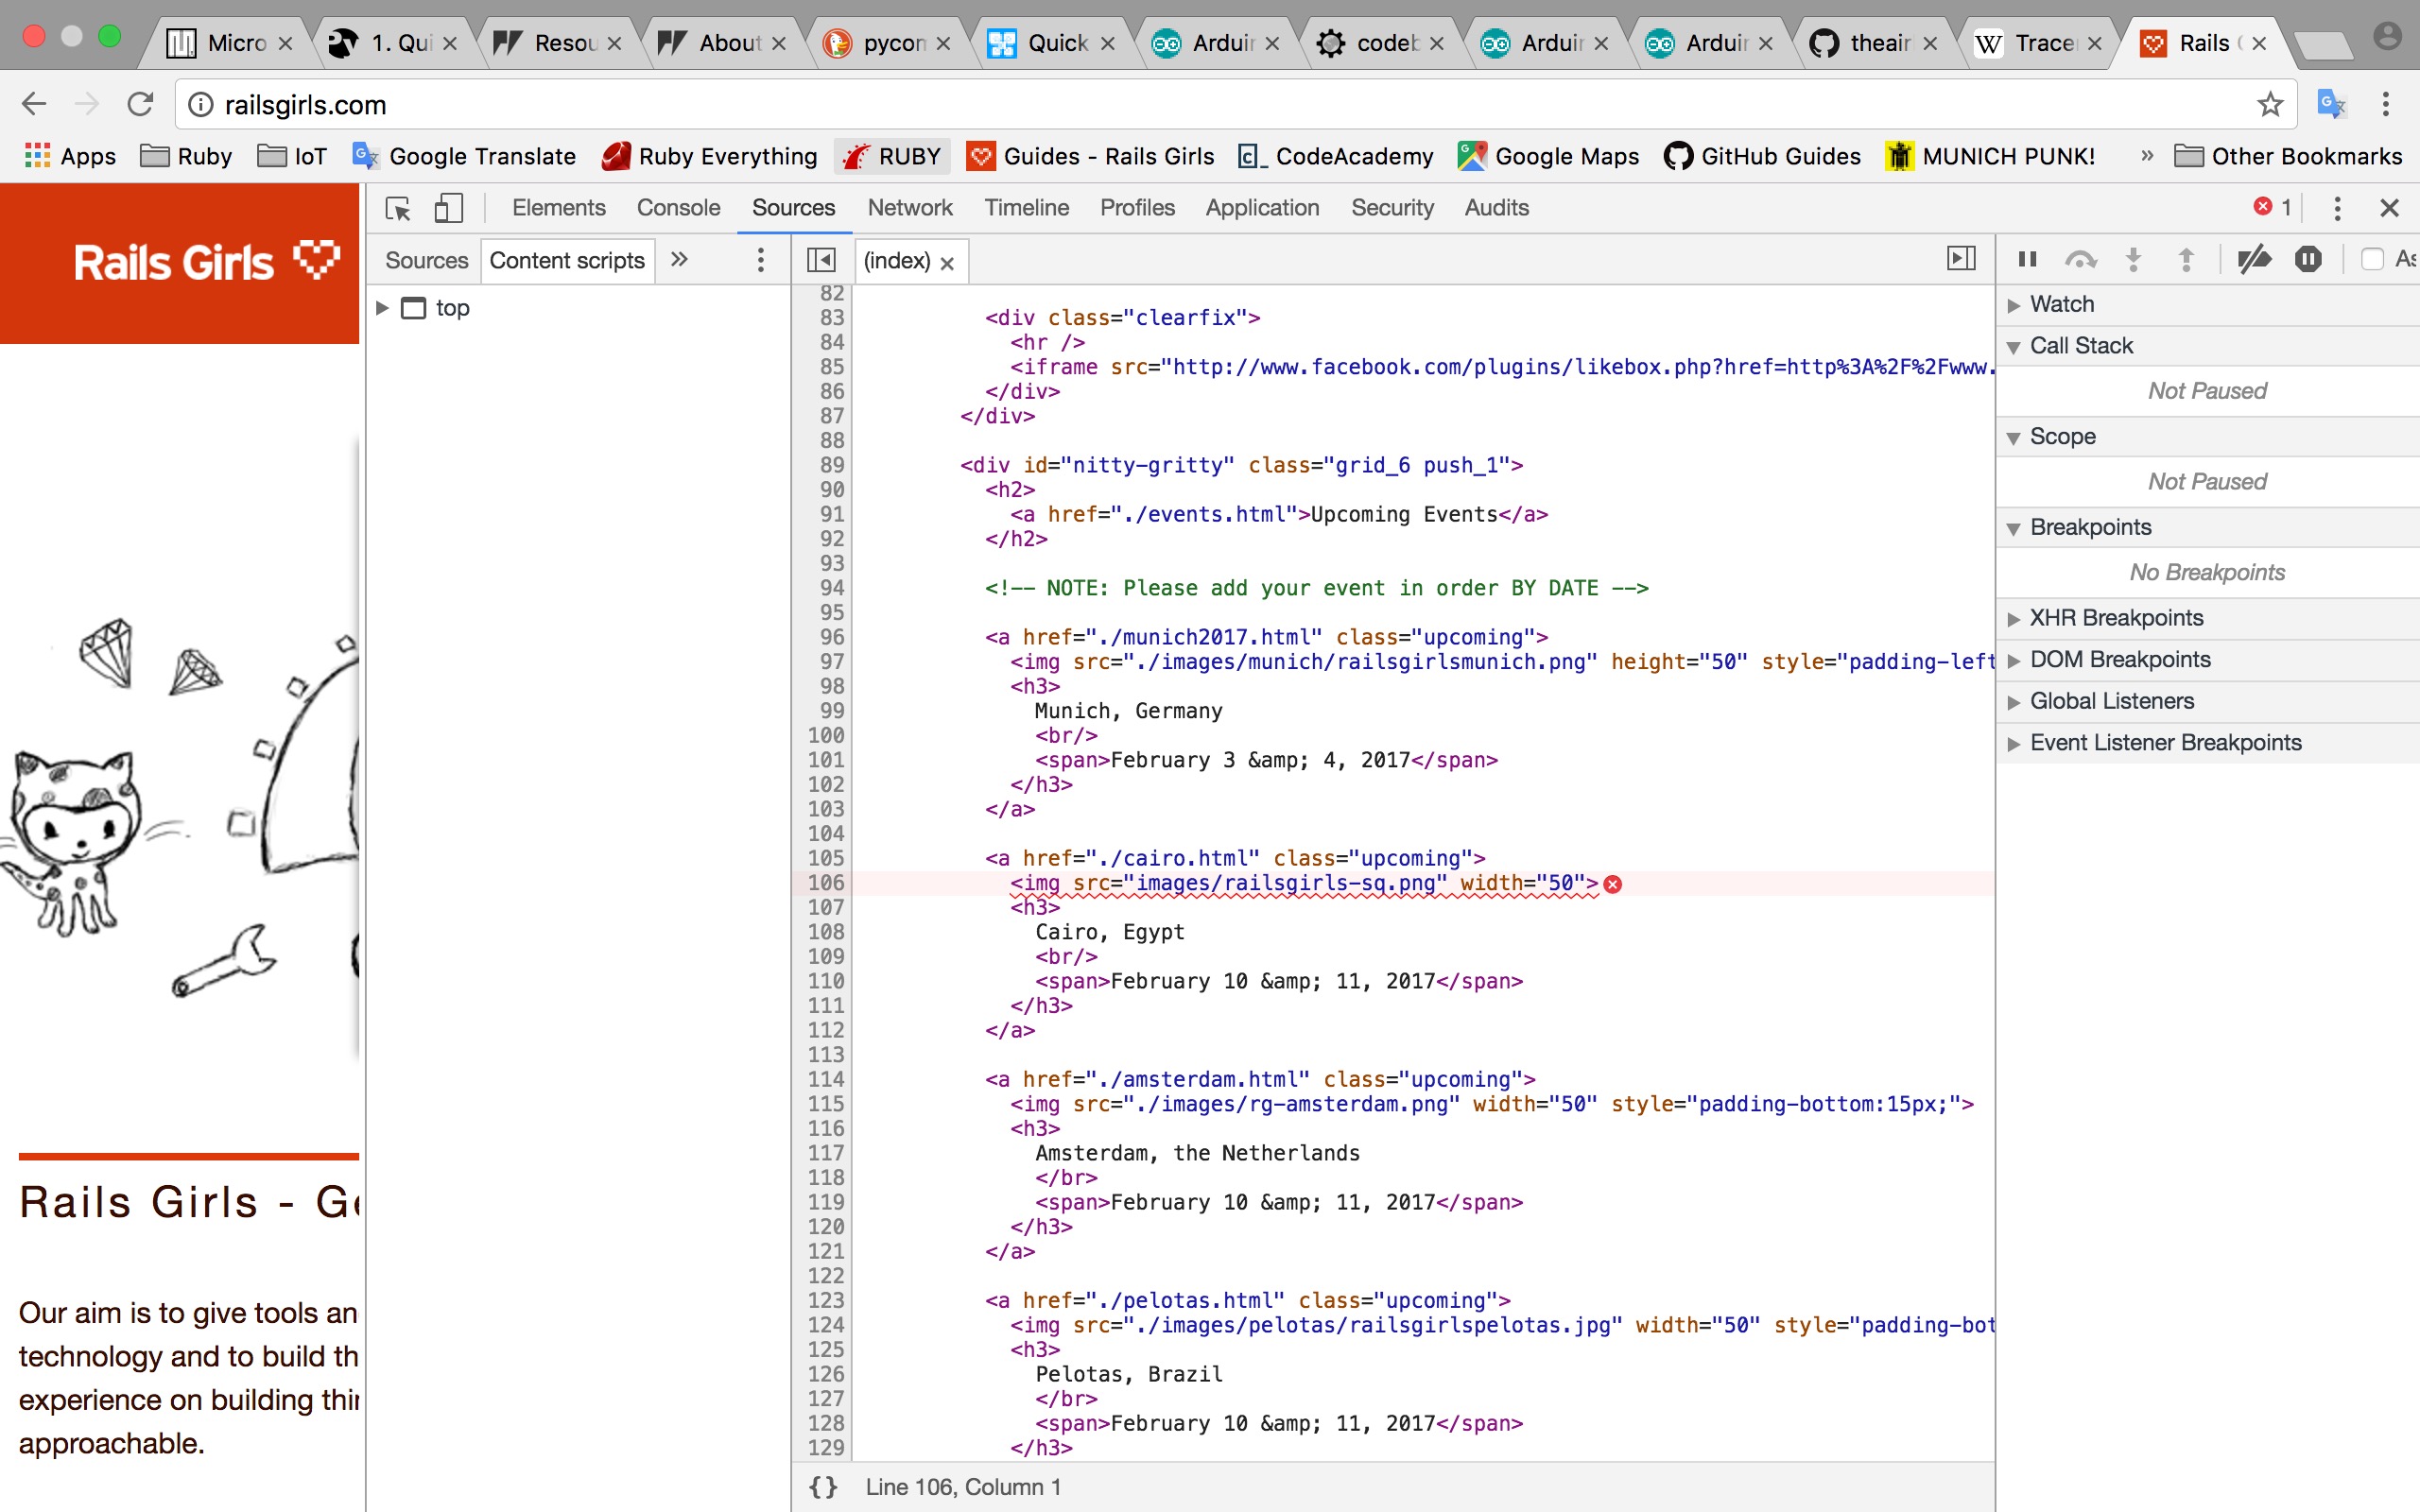 Micro
1. Qui
Resou
About
pycon
Quick
Arduin
codeb
Arduin
Arduin
theair
Trace
Rails
railsgirls.com
Apps Ruby IoT Google Translate Ruby Everything RUBY Guides - Rails Girls CodeAcademy Google Maps GitHub Guides MUNICH PUNK! » Other Bookmarks
Rails Girls
Elements Console Sources Network Timeline Profiles Application Security Audits 1
Sources Content scripts »
top
(index)
82
83 <div class="clearfix">
84 <hr />
85 <iframe src="http://www.facebook.com/plugins/likebox.php?href=http%3A%2F%2Fwww.
86 </div>
87 </div>
88
89 <div id="nitty-gritty" class="grid_6 push_1">
90 <h2>
91 <a href="./events.html">Upcoming Events</a>
92 </h2>
93
94 <!-- NOTE: Please add your event in order BY DATE -->
95
96 <a href="./munich2017.html" class="upcoming">
97 <img src="./images/munich/railsgirlsmunich.png" height="50" style="padding-left
98 <h3>
99 Munich, Germany
100 <br/>
101 <span>February 3 &amp; 4, 2017</span>
102 </h3>
103 </a>
104
105 <a href="./cairo.html" class="upcoming">
106 <img src="images/railsgirls-sq.png" width="50">
107 <h3>
108 Cairo, Egypt
109 <br/>
110 <span>February 10 &amp; 11, 2017</span>
111 </h3>
112 </a>
113
114 <a href="./amsterdam.html" class="upcoming">
115 <img src="./images/rg-amsterdam.png" width="50" style="padding-bottom:15px;">
116 <h3>
117 Amsterdam, the Netherlands
118 </br>
119 <span>February 10 &amp; 11, 2017</span>
120 </h3>
121 </a>
122
123 <a href="./pelotas.html" class="upcoming">
124 <img src="./images/pelotas/railsgirlspelotas.jpg" width="50" style="padding-bot
125 <h3>
126 Pelotas, Brazil
127 </br>
128 <span>February 10 &amp; 11, 2017</span>
129 </h3>
{} Line 106, Column 1
As
Watch
Call Stack
Not Paused
Scope
Not Paused
Breakpoints
No Breakpoints
XHR Breakpoints
DOM Breakpoints
Global Listeners
Event Listener Breakpoints
Rails Girls - Ge
Our aim is to give tools an
technology and to build th
experience on building thin
approachable.